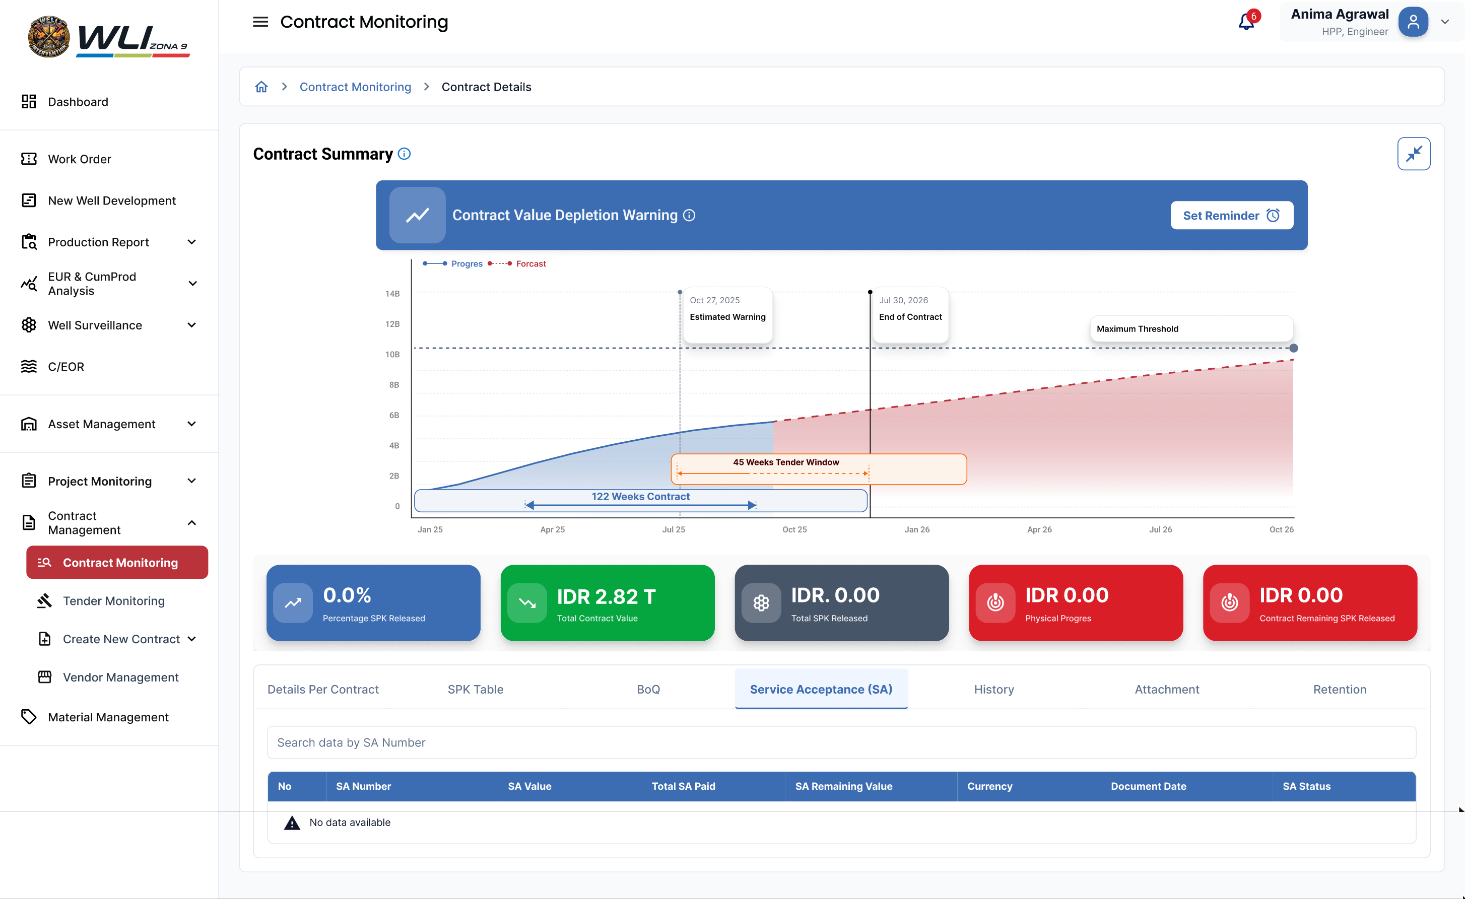 WLI ZONA 9
Contract Monitoring
6
Anima Agrawal
HPP, Engineer
Dashboard
Work Order
New Well Development
Production Report
EUR & CumProd
Analysis
Well Surveillance
C/EOR
Asset Management
Project Monitoring
Contract
Management
Contract Monitoring
Tender Monitoring
Create New Contract
Vendor Management
Material Management
Contract Monitoring
Contract Details
Contract Summary
Contract Value Depletion Warning
Set Reminder
Progres
Forcast
14B
12B
10B
8B
6B
4B
2B
0
Oct 27, 2025
Estimated Warning
Jul 30, 2026
End of Contract
Maximum Threshold
45 Weeks Tender Window
122 Weeks Contract
Jan 25
Apr 25
Jul 25
Oct 25
Jan 26
Apr 26
Jul 26
Oct 26
0.0%
Percentage SPK Released
IDR 2.82 T
Total Contract Value
IDR. 0.00
Total SPK Released
IDR 0.00
Physical Progres
IDR 0.00
Contract Remaining SPK Released
Details Per Contract
SPK Table
BoQ
Service Acceptance (SA)
History
Attachment
Retention
Search data by SA Number
No
SA Number
SA Value
Total SA Paid
SA Remaining Value
Currency
Document Date
SA Status
No data available